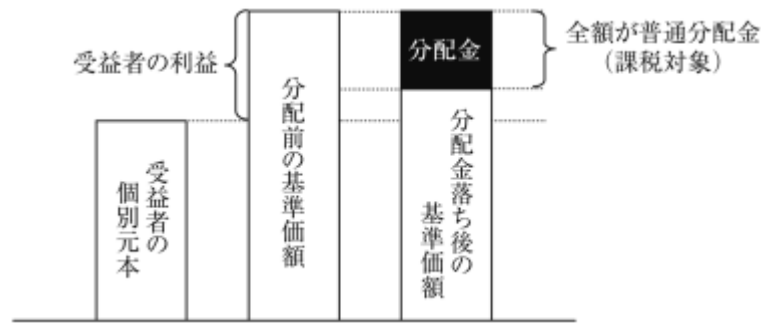 受益者の利益
受益者の
個別元本
分配前の基準価額
分配金
分配金落ち後の
基準価額
全額が普通分配金
（課税対象）